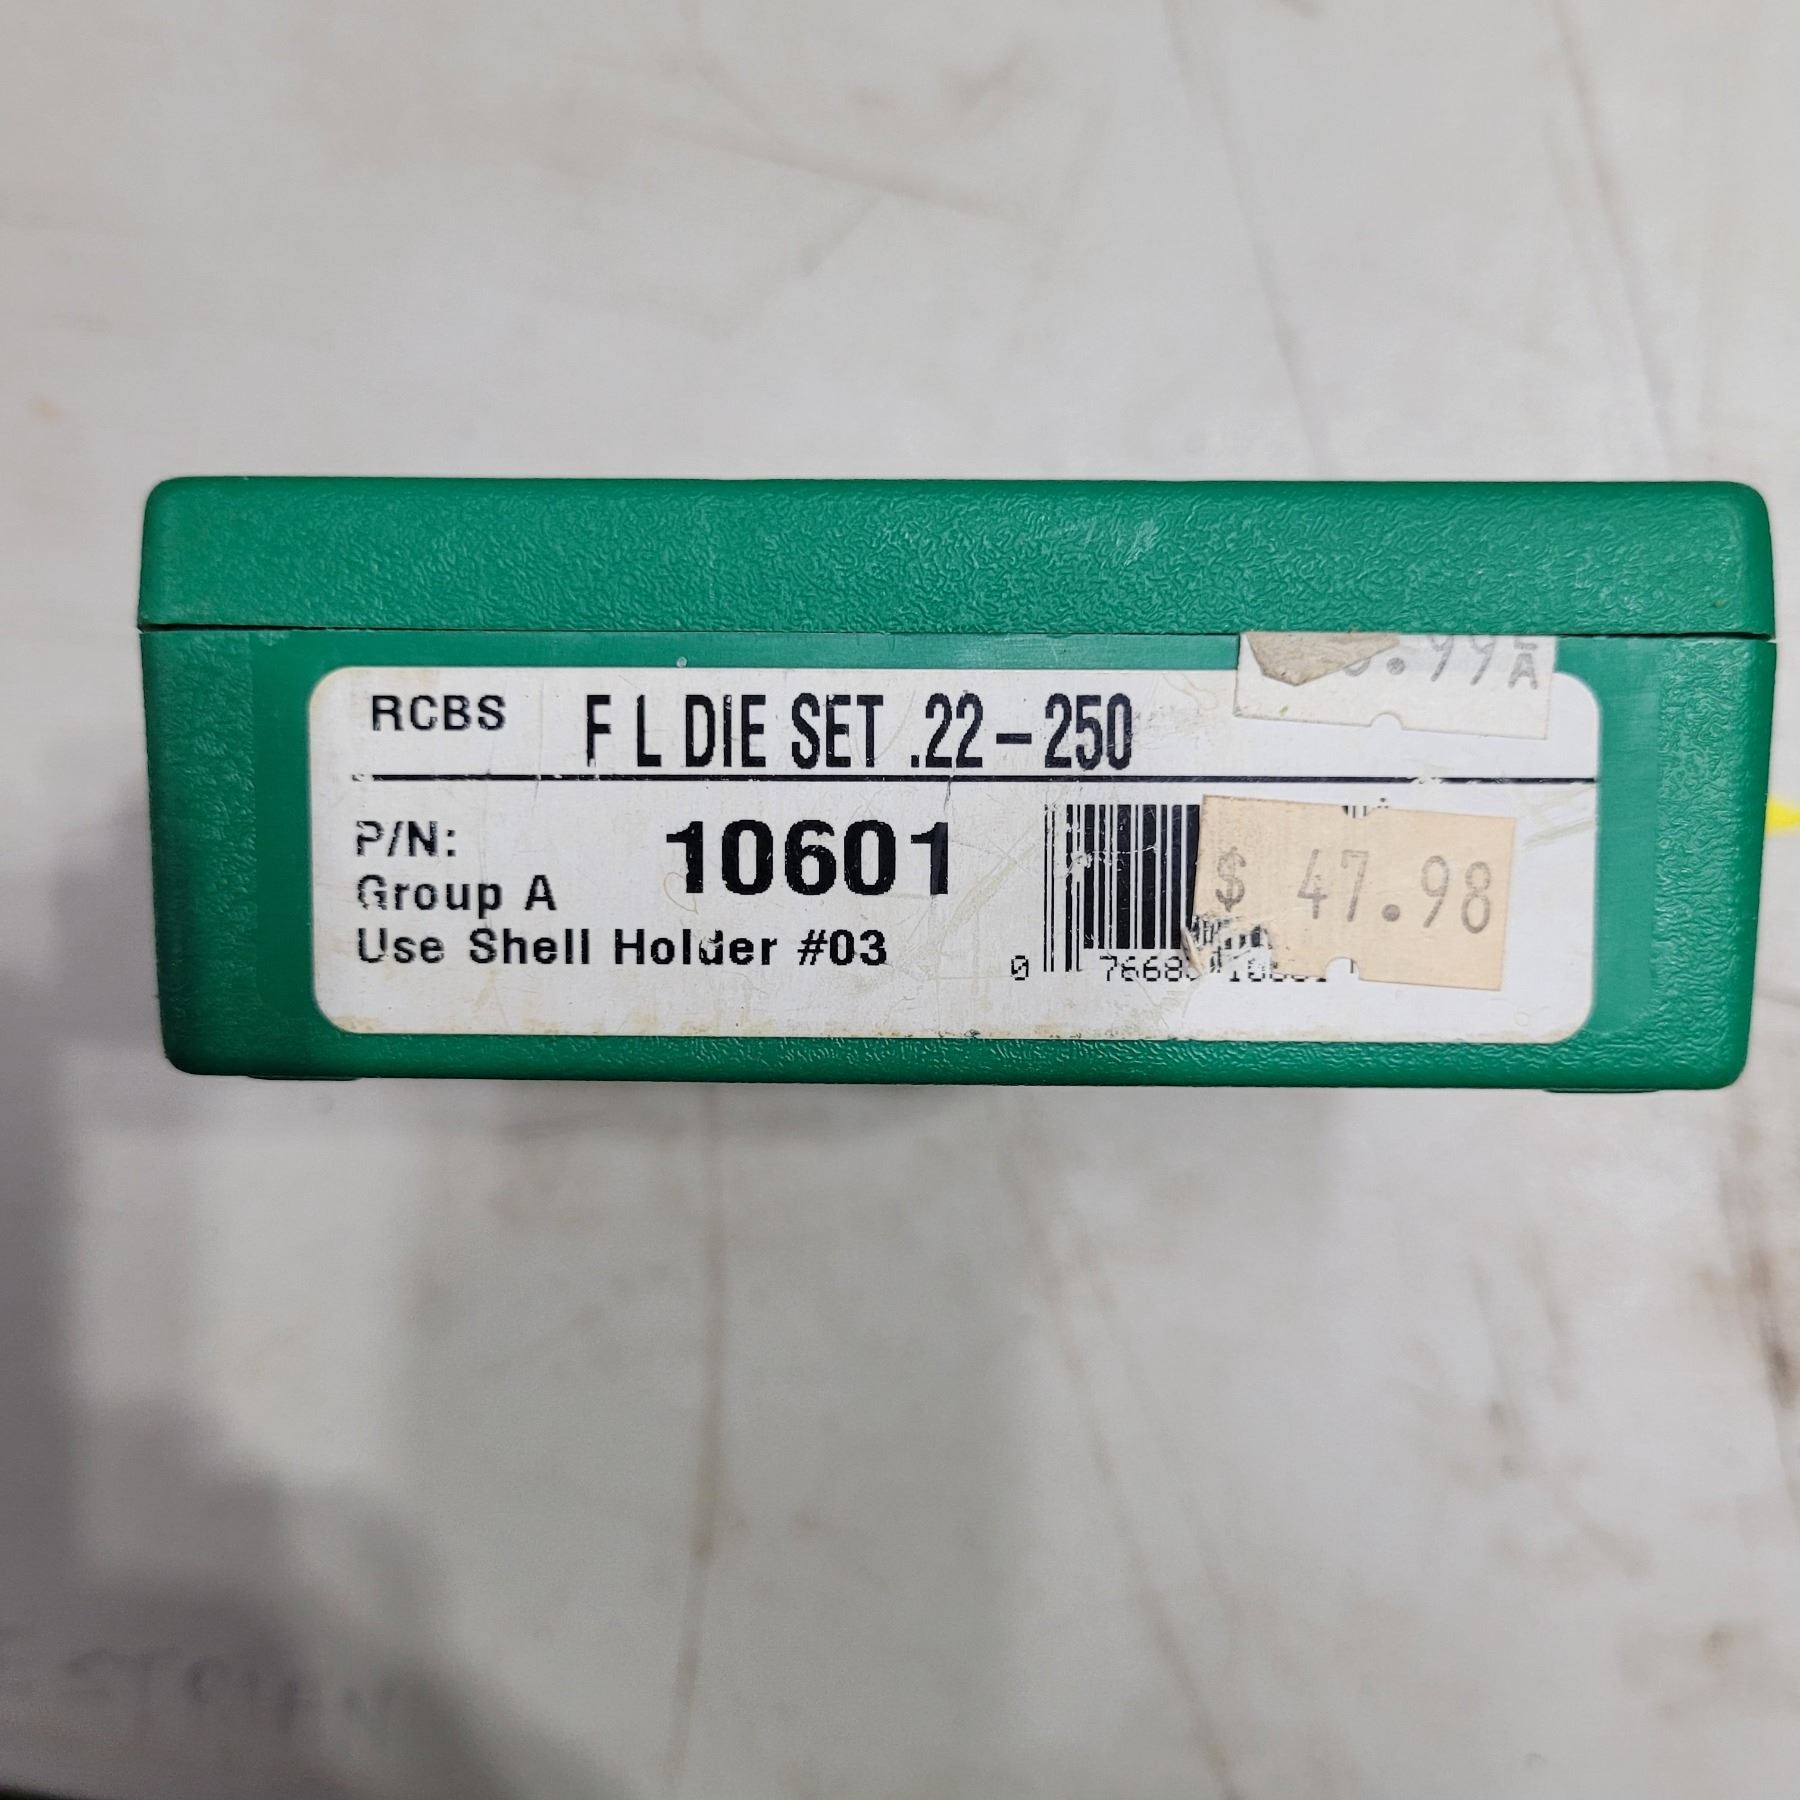 RCBS F L DIE SET .22-250
P/N: 10601
Group A
Use Shell Holder #03
$ 47.98